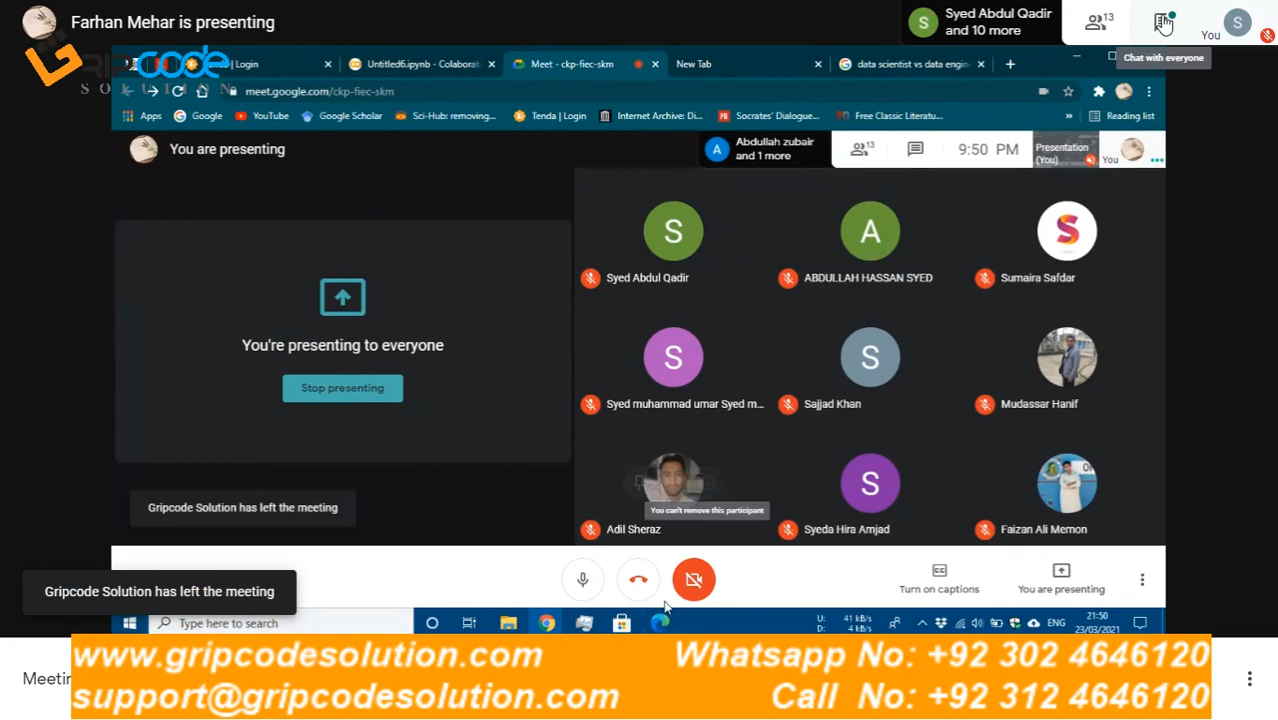 Farhan Mehar is presenting
Syed Abdul Qadir
and 10 more
S
13
You
S
Chat with everyone
GRIPcode
SOLUTION
Login
Untitled6.ipynb - Colaborat
Meet - ckp-fiec-skm
New Tab
data scientist vs data engin
meet.google.com/ckp-fiec-skm
Apps
Google
YouTube
Google Scholar
Sci-Hub: removing...
Tenda | Login
Internet Archive: Di...
Socrates' Dialogue...
Free Classic Literatu...
»
Reading list
You are presenting
A
Abdullah zubair
and 1 more
13
9:50 PM
Presentation
(You)
You
S
Syed Abdul Qadir
A
ABDULLAH HASSAN SYED
S
Sumaira Safdar
You're presenting to everyone
Stop presenting
S
Syed muhammad umar Syed m...
S
Sajjad Khan
Mudassar Hanif
Gripcode Solution has left the meeting
You can't remove this participant
Adil Sheraz
S
Syeda Hira Amjad
Faizan Ali Memon
Turn on captions
You are presenting
Gripcode Solution has left the meeting
Type here to search
U: 41 kB/s
D: 4 kB/s
ENG
21:50
23/03/2021
Meetin
www.gripcodesolution.com
Whatsapp No: +92 302 4646120
support@gripcodesolution.com
Call No: +92 312 4646120